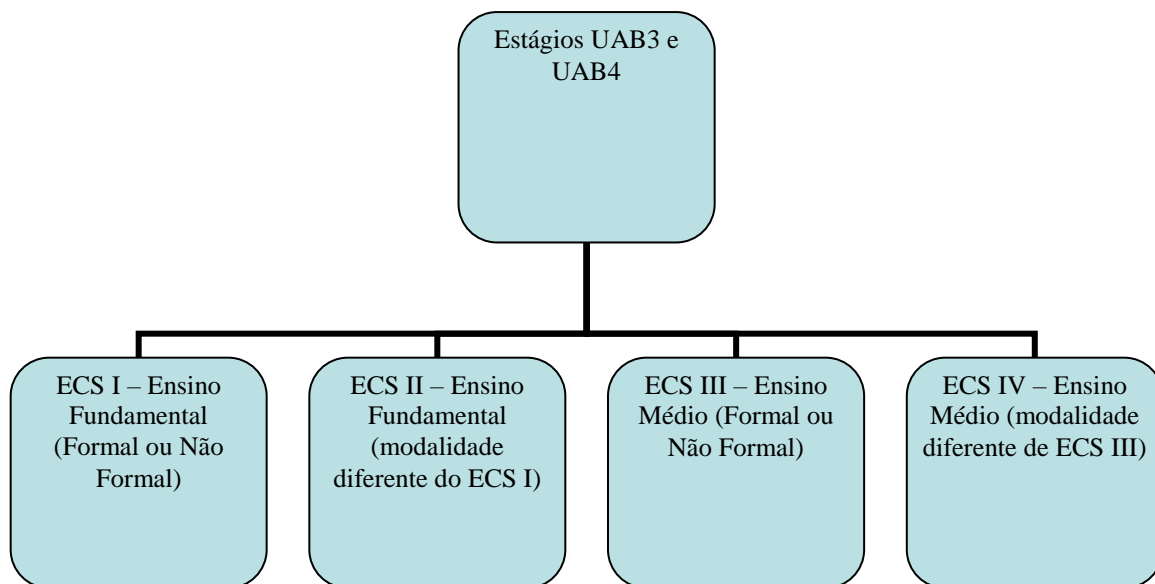 Estágios UAB3 e
UAB4
ECS I – Ensino
Fundamental
(Formal ou Não
Formal)
ECS II – Ensino
Fundamental
(modalidade
diferente do ECS I)
ECS III – Ensino
Médio (Formal ou
Não Formal)
ECS IV – Ensino
Médio (modalidade
diferente de ECS III)